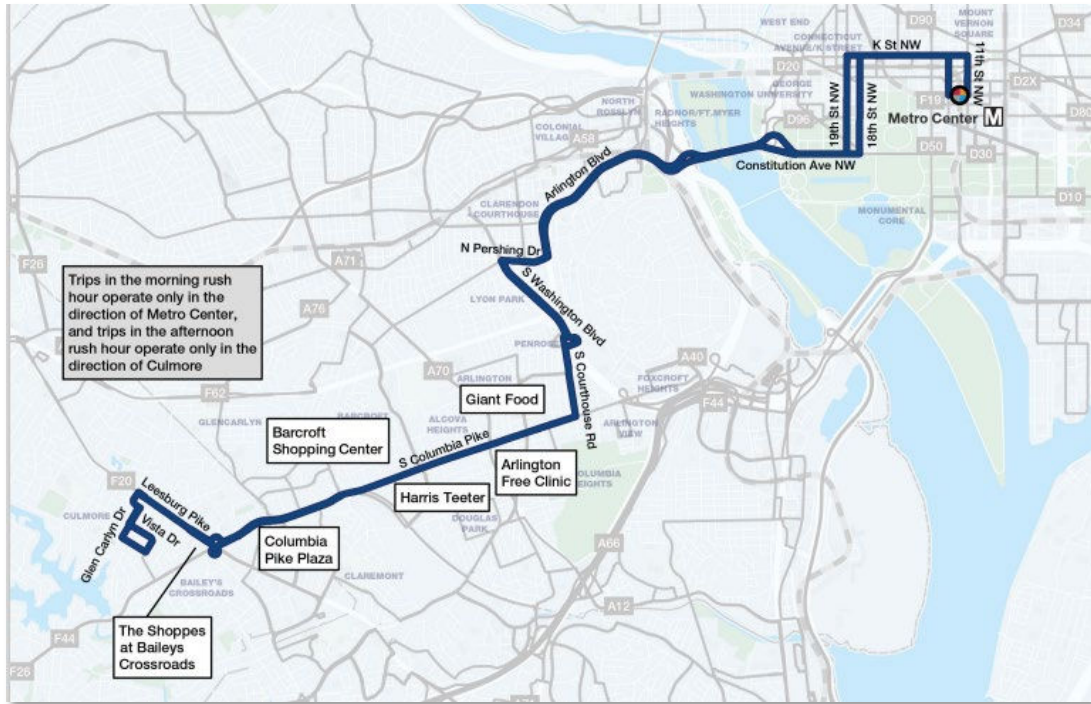 WEST END
D90
MOUNT
VERNON
SQUARE
D34
CONNECTICUT
AVENUE/K STREET
K St NW
11th St NW
D20
GEORGE
WASHINGTON
UNIVERSITY
D2X
19th St NW
18th St NW
F19
D96
Metro Center M
NORTH
ROSSLYN
RADNOR/FT.MYER
HEIGHTS
COLONIAL
VILLAG
A58
D50
D30
Constitution Ave NW
Arlington Blvd
D10
CLARENDON
COURTHOUSE
MONUMENTAL
CORE
N Pershing Dr
F26
A71
Trips in the morning rush
hour operate only in the
direction of Metro Center,
and trips in the afternoon
rush hour operate only in the
direction of Culmore
LYON PARK
S Washington Blvd
A76
PENROS
S Courthouse Rd
A40
A70
ARLINGTON
FOXCROFT
HEIGHTS
F62
Giant Food
F44
GLENCARLYN
BARCROFT
ALCOVA
HEIGHTS
ARLINGTON
VIEW
Barcroft
Shopping Center
S Columbia Pike
Arlington
Free Clinic
OLUMBIA
EIGHTS
F20
Leesburg Pike
Harris Teeter
CULMORE
Glen Carlyn Dr
Vista Dr
DOUGLAS
PARK
Columbia
Pike Plaza
A66
BAILEY'S
CROSSROADS
CLAREMONT
A12
The Shoppes
at Baileys
Crossroads
F44
F26